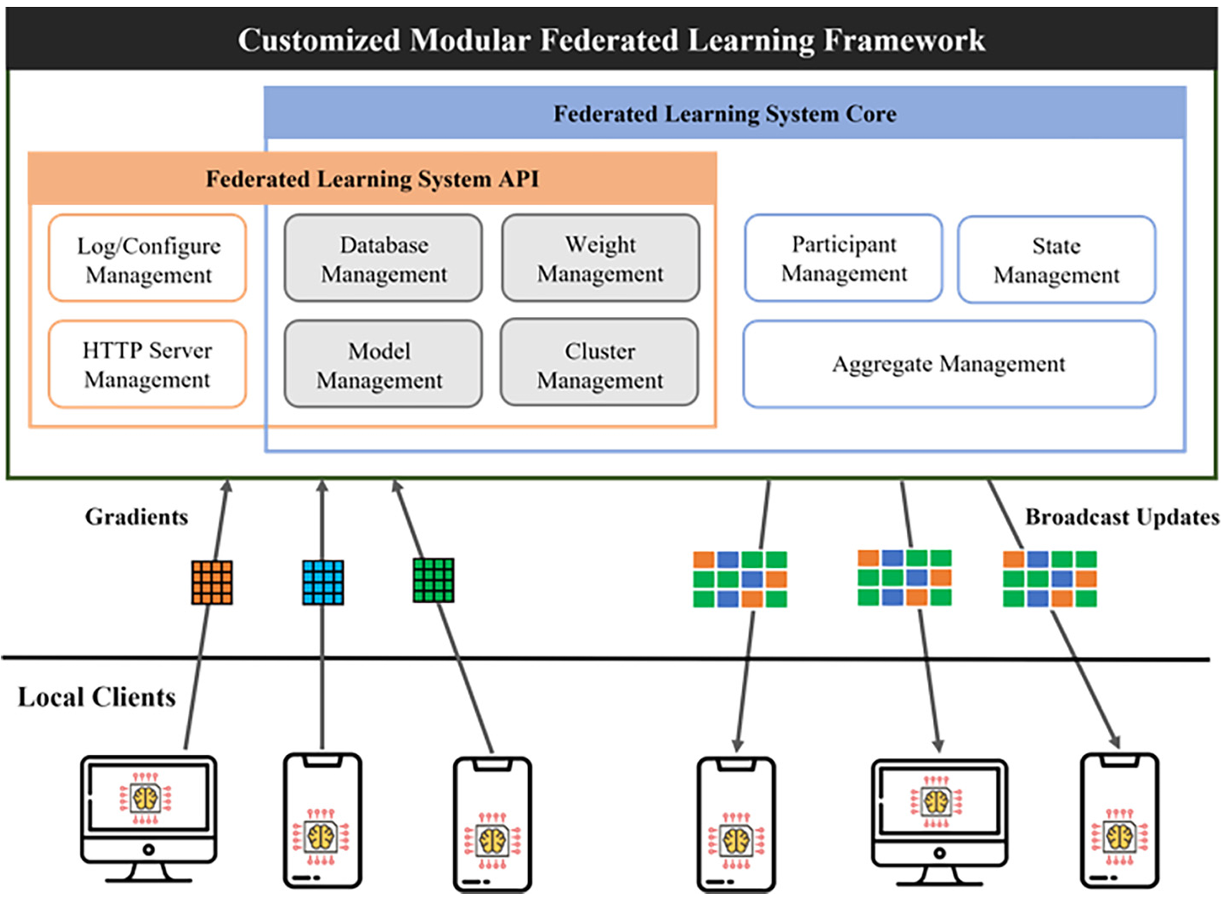 Customized Modular Federated Learning Framework
Federated Learning System Core
Federated Learning System API
Log/Configure
Management
Database
Management
Weight
Management
Participant
Management
State
Management
HTTP Server
Management
Model
Management
Cluster
Management
Aggregate Management
Gradients
Broadcast Updates
Local Clients